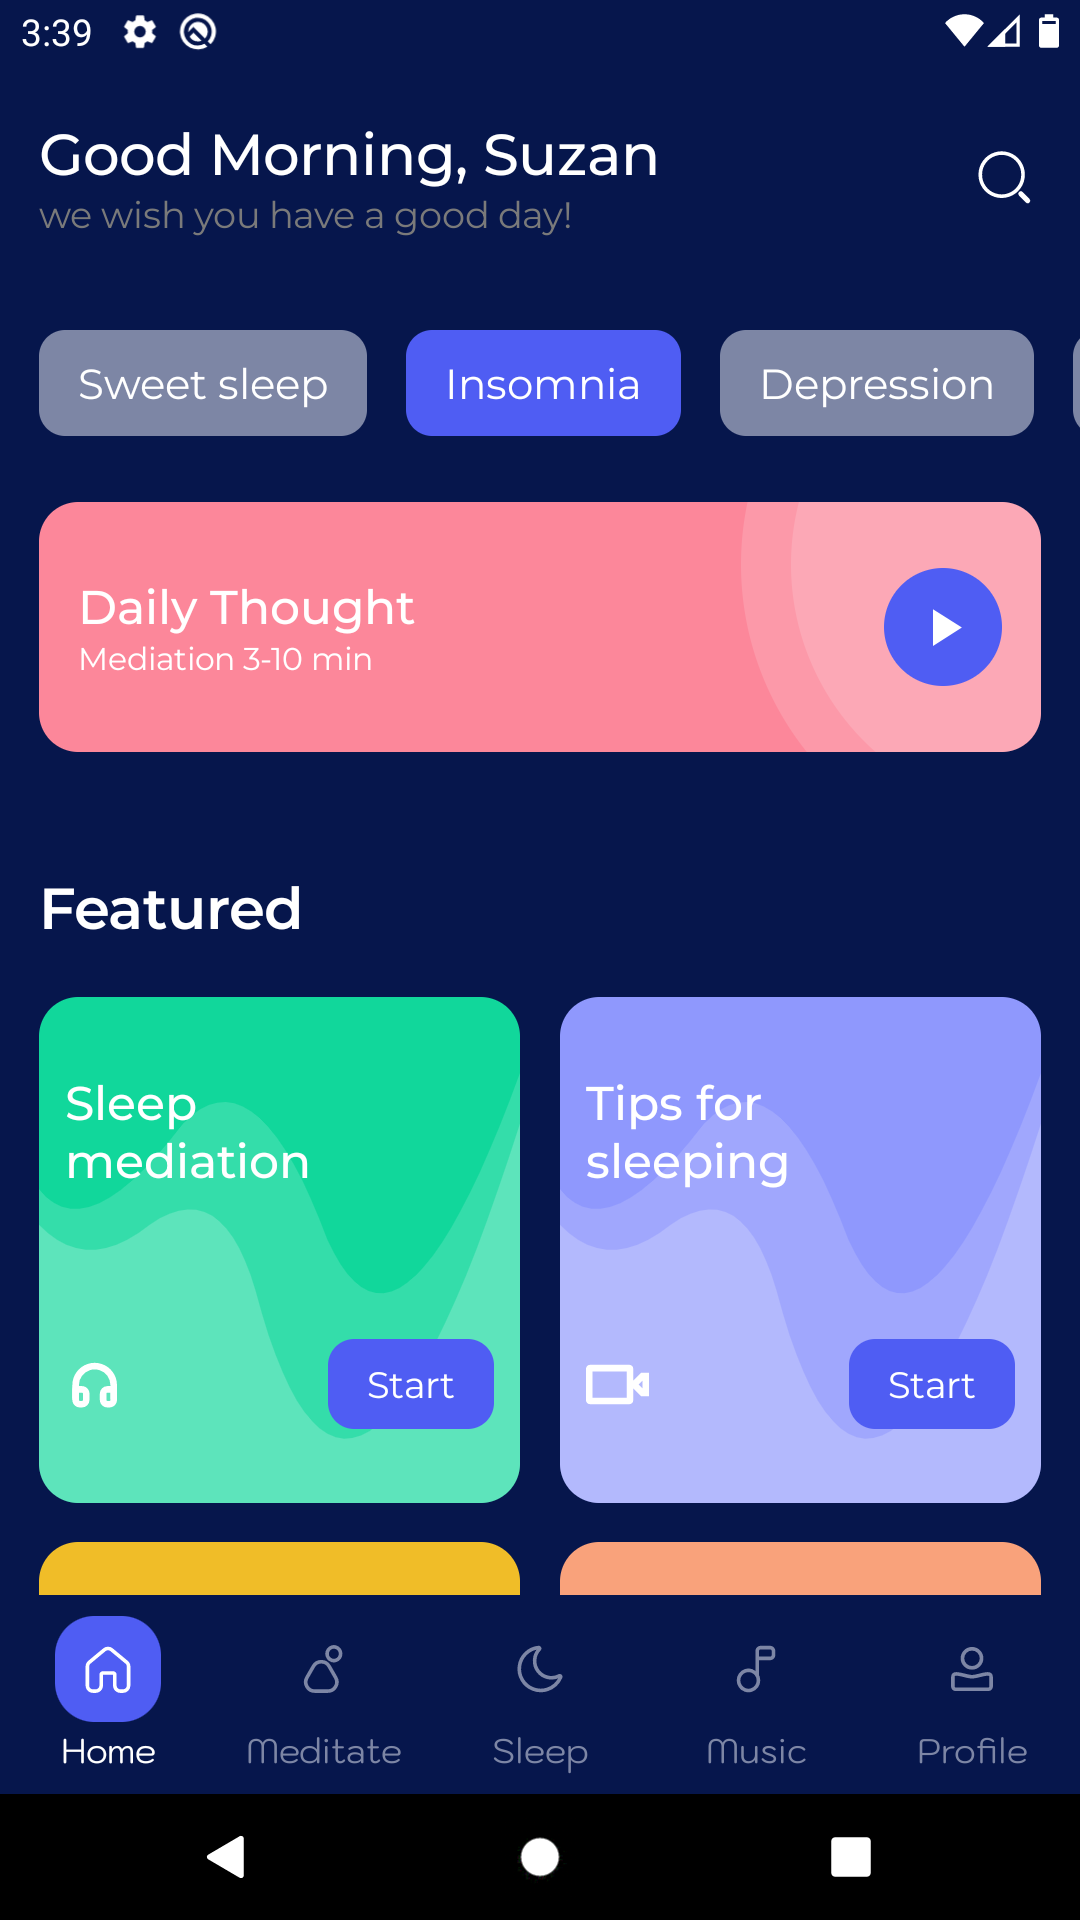 3:39
Good Morning, Suzan
we wish you have a good day!
Sweet sleep
Insomnia
Depression
Daily Thought
Mediation 3-10 min
Featured
Sleep
mediation
Start
Tips for
sleeping
Start
Home
Meditate
Sleep
Music
Profile